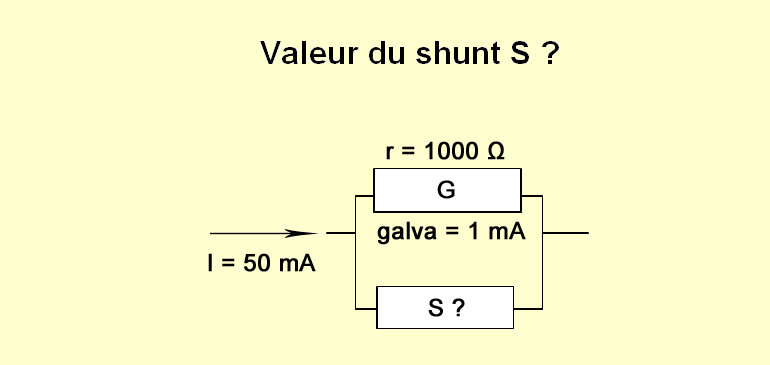 Valeur du shunt S ?
r = 1000 Ω
G
galva = 1 mA
I = 50 mA
S ?